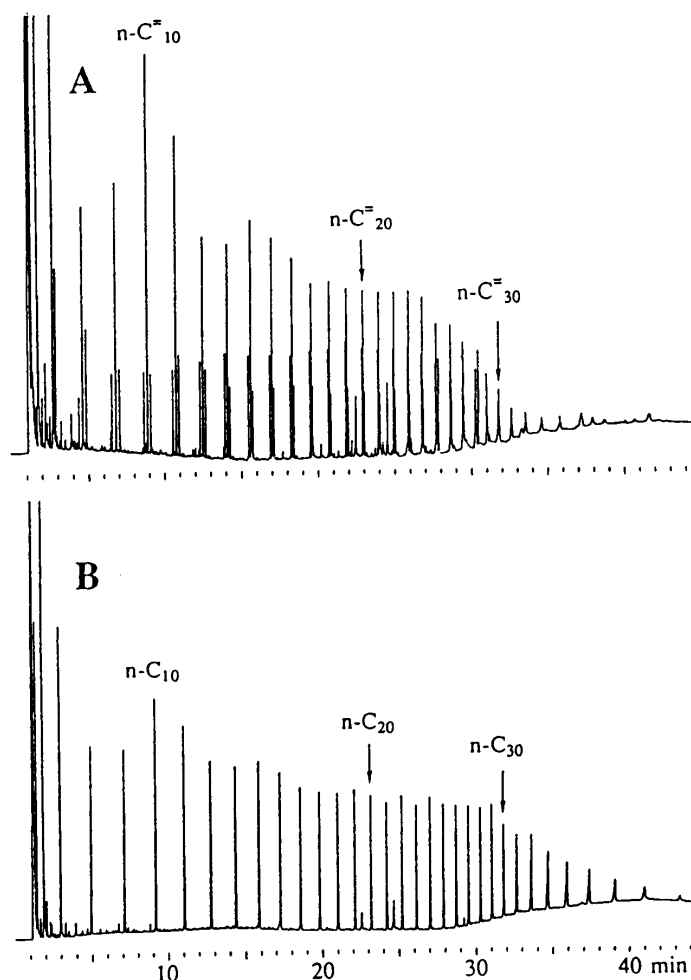 n-C⁼₁₀
A
n-C⁼₂₀
n-C⁼₃₀
B
n-C₁₀
n-C₂₀
n-C₃₀
10 20 30 40 min